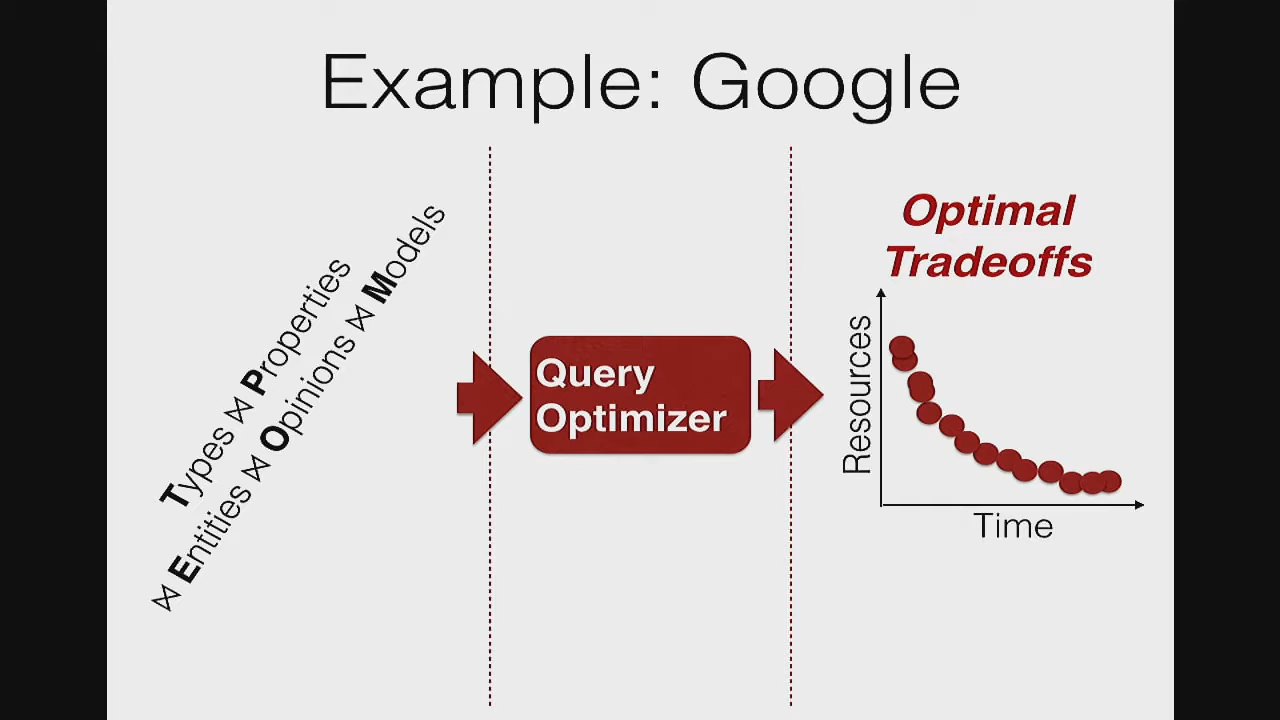 Example: Google
Types ⋈ Properties
⋈ Entities ⋈ Opinions ⋈ Models
Query
Optimizer
Optimal
Tradeoffs
Resources
Time